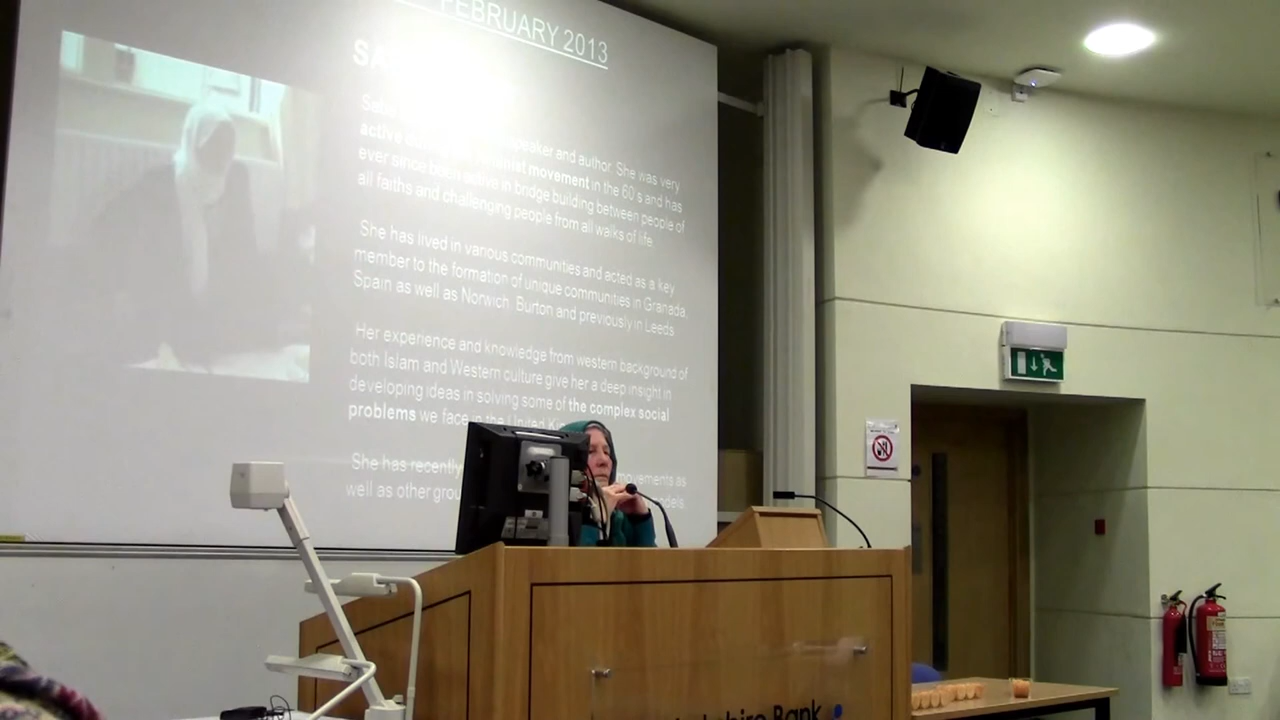 FEBRUARY 2013
speaker and author. She was very
movement in the 60's and has
ever since been active in bridge building between people of
all faiths and challenging people from all walks of life.
She has lived in various communities and acted as a key
member to the formation of unique communities in Granada,
Spain as well as Norwich, Burton and previously in Leeds
Her experience and knowledge from western background of
both Islam and Western culture give her a deep insight in
developing ideas in solving some of the complex social
problems we face in the United
She has recently movements as
well as other
Bank